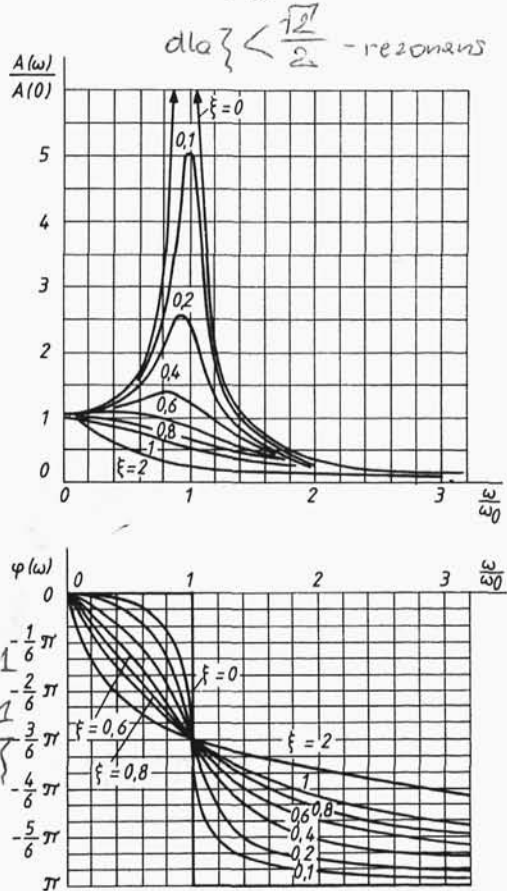 dla ξ < √2/2 - rezonans
A(ω)/A(0)
ξ=0
0,1
5
4
3
0,2
2
0,4
0,6
1
0,8
1
ξ=2
0
0 1 2 3 ω/ω₀
φ(ω) 0 1 2 3 ω/ω₀
0
-1/6 π
ξ=0
-2/6 π
ξ=0,6
-3/6 π
ξ=2
ξ=0,8
1
-4/6 π
0,8
0,6
0,4
-5/6 π
0,2
0,1
π